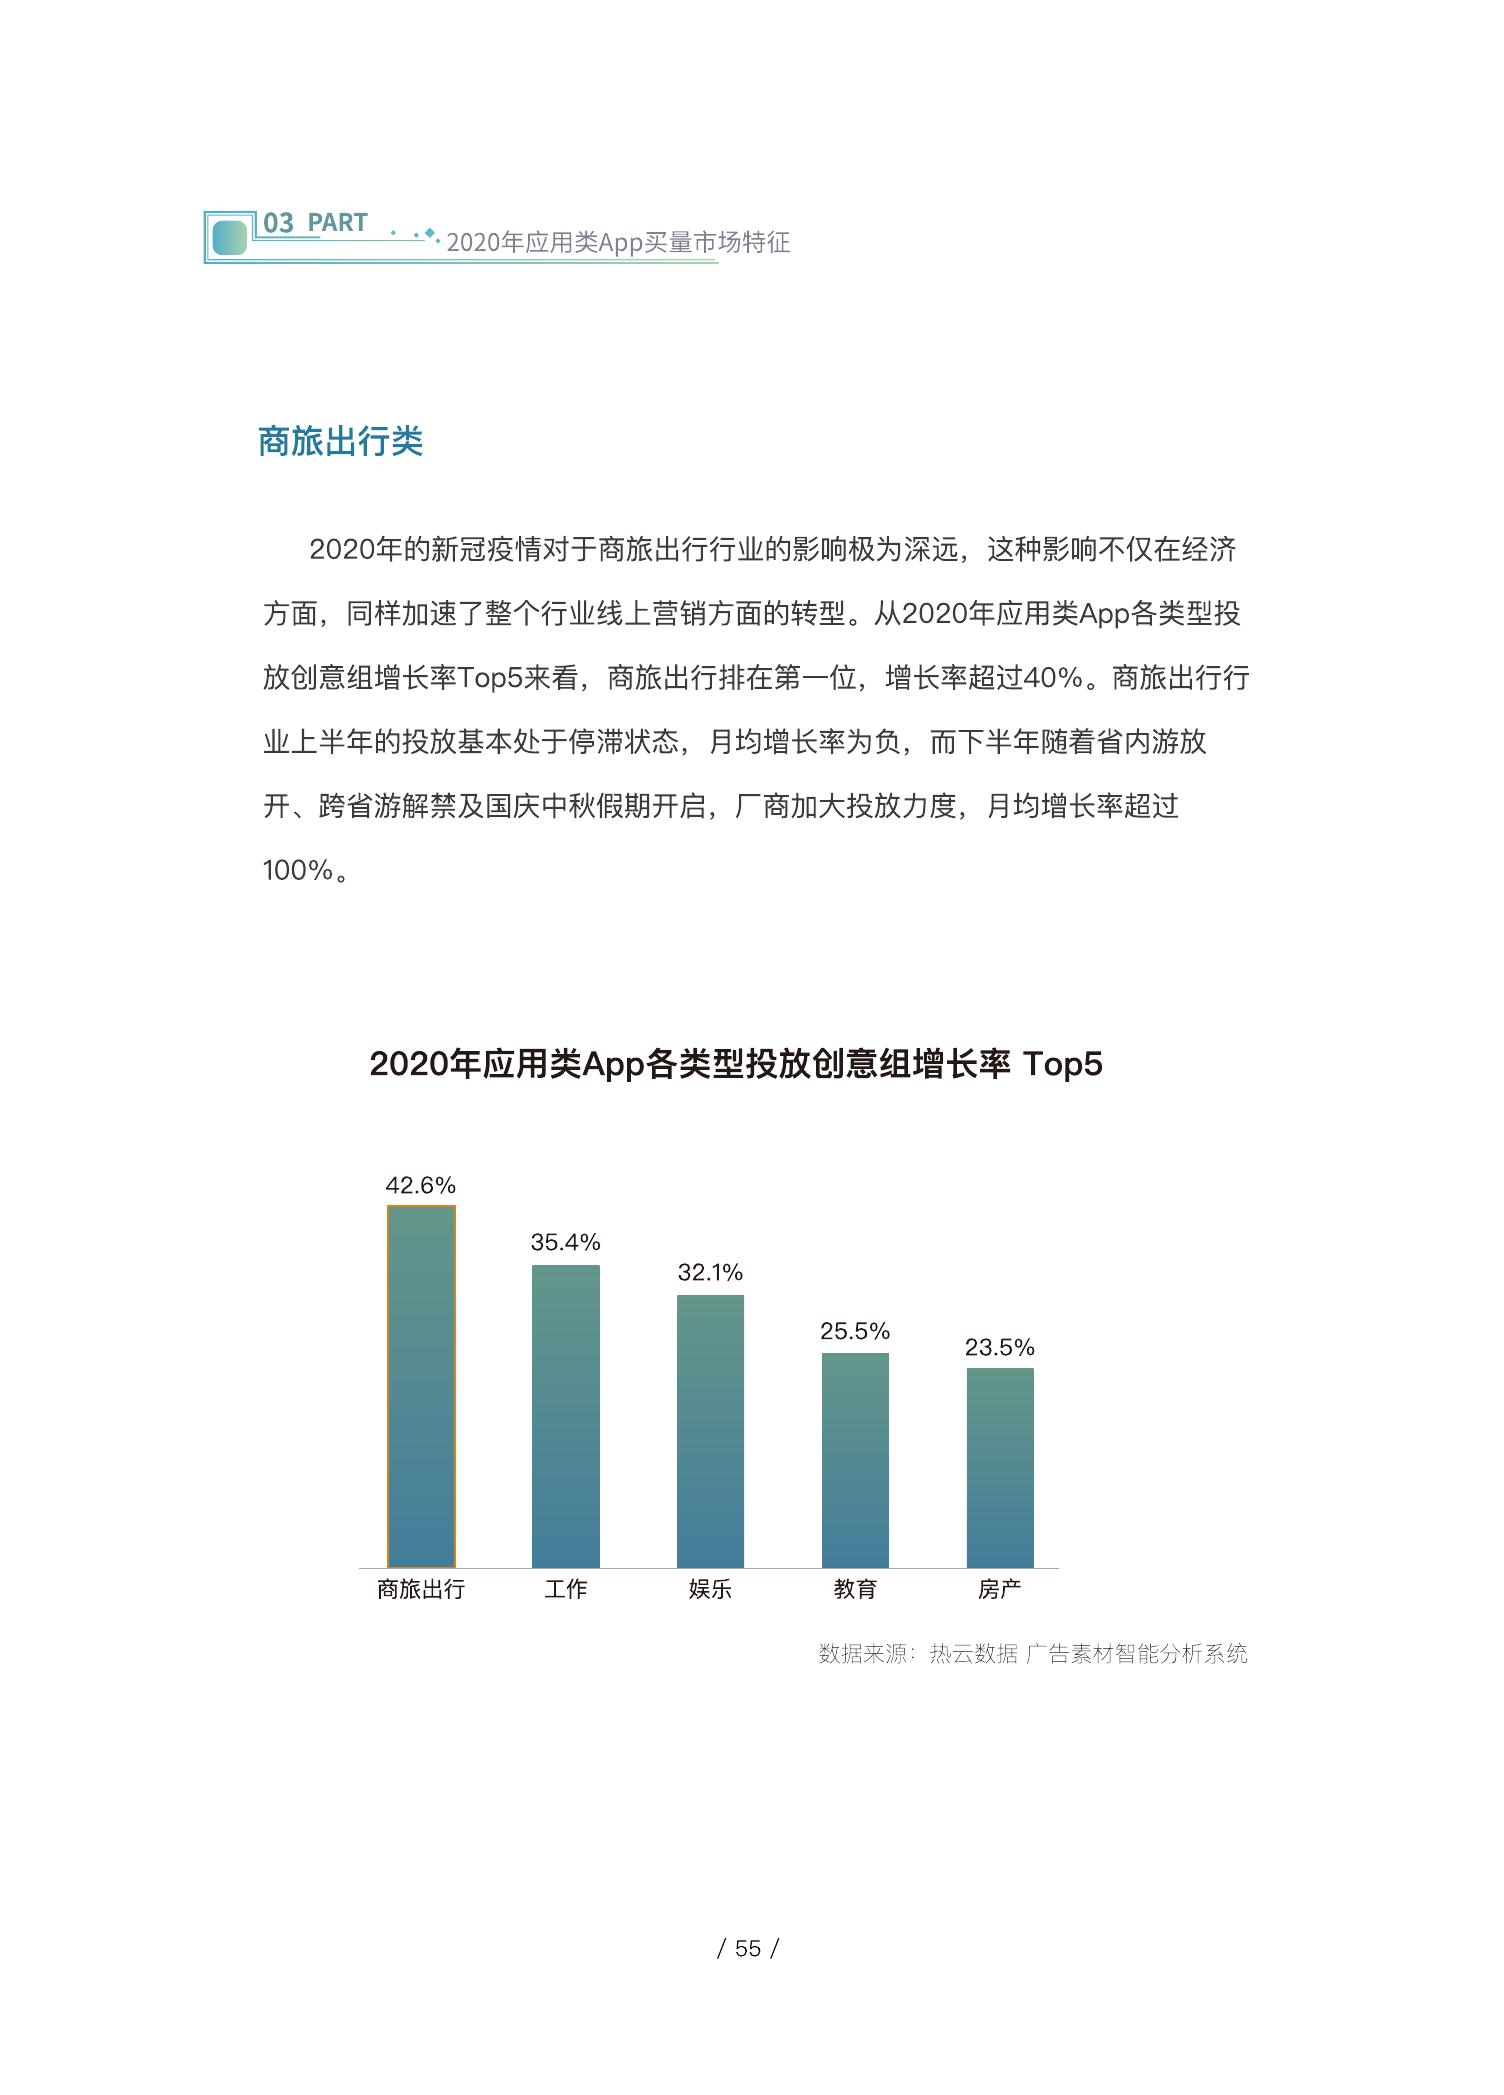 03 PART
2020年应用类App买量市场特征
商旅出行类
2020年的新冠疫情对于商旅出行行业的影响极为深远，这种影响不仅在经济
方面，同样加速了整个行业线上营销方面的转型。从2020年应用类App各类型投
放创意组增长率Top5来看，商旅出行排在第一位，增长率超过40%。商旅出行行
业上半年的投放基本处于停滞状态，月均增长率为负，而下半年随着省内游放
开、跨省游解禁及国庆中秋假期开启，厂商加大投放力度，月均增长率超过
100%。
2020年应用类App各类型投放创意组增长率 Top5
42.6%
35.4%
32.1%
25.5%
23.5%
商旅出行 工作 娱乐 教育 房产
数据来源：热云数据 广告素材智能分析系统
/ 55 /